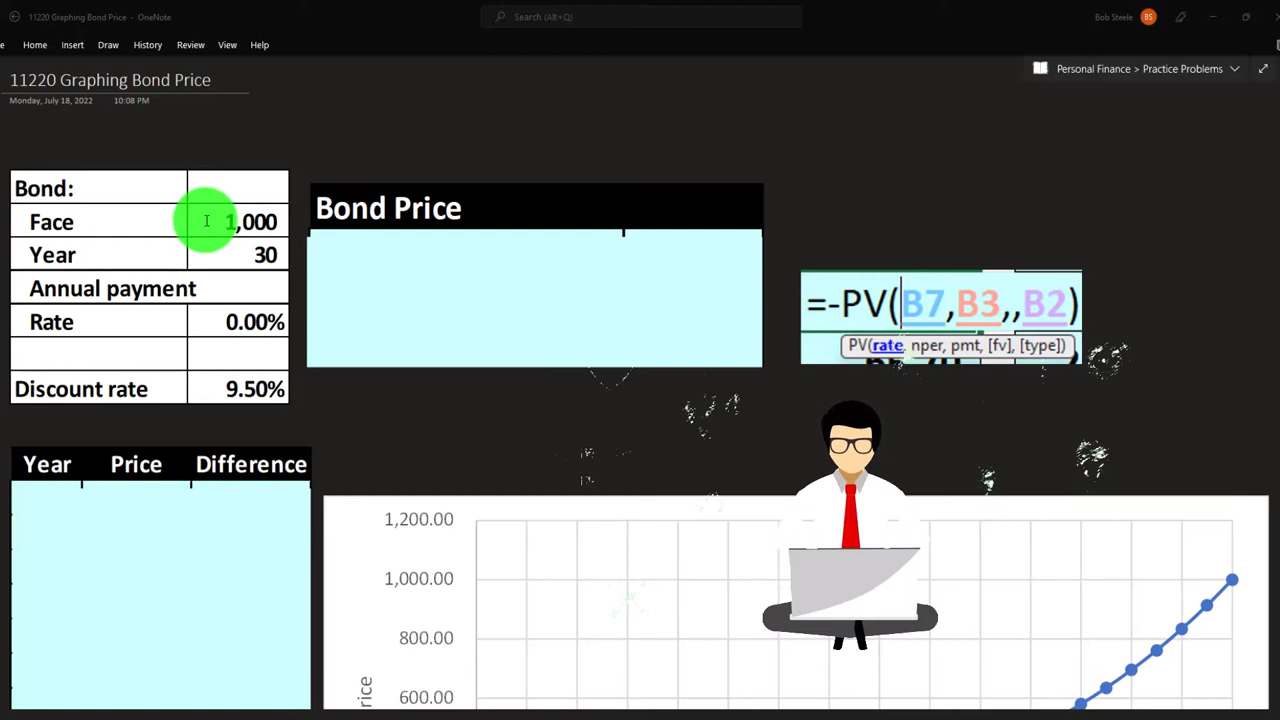 11220 Graphing Bond Price - OneNote
Search (Alt+Q)
Bob Steele BS
Home Insert Draw History Review View Help
11220 Graphing Bond Price
Monday, July 18, 2022 10:08 PM
Personal Finance > Practice Problems
Bond:
Face 1,000
Year 30
Annual payment
Rate 0.00%
Discount rate 9.50%
Bond Price
=-PV(B7,B3,,B2)
PV(rate, nper, pmt, [fv], [type])
Year Price Difference
1,200.00
1,000.00
800.00
600.00